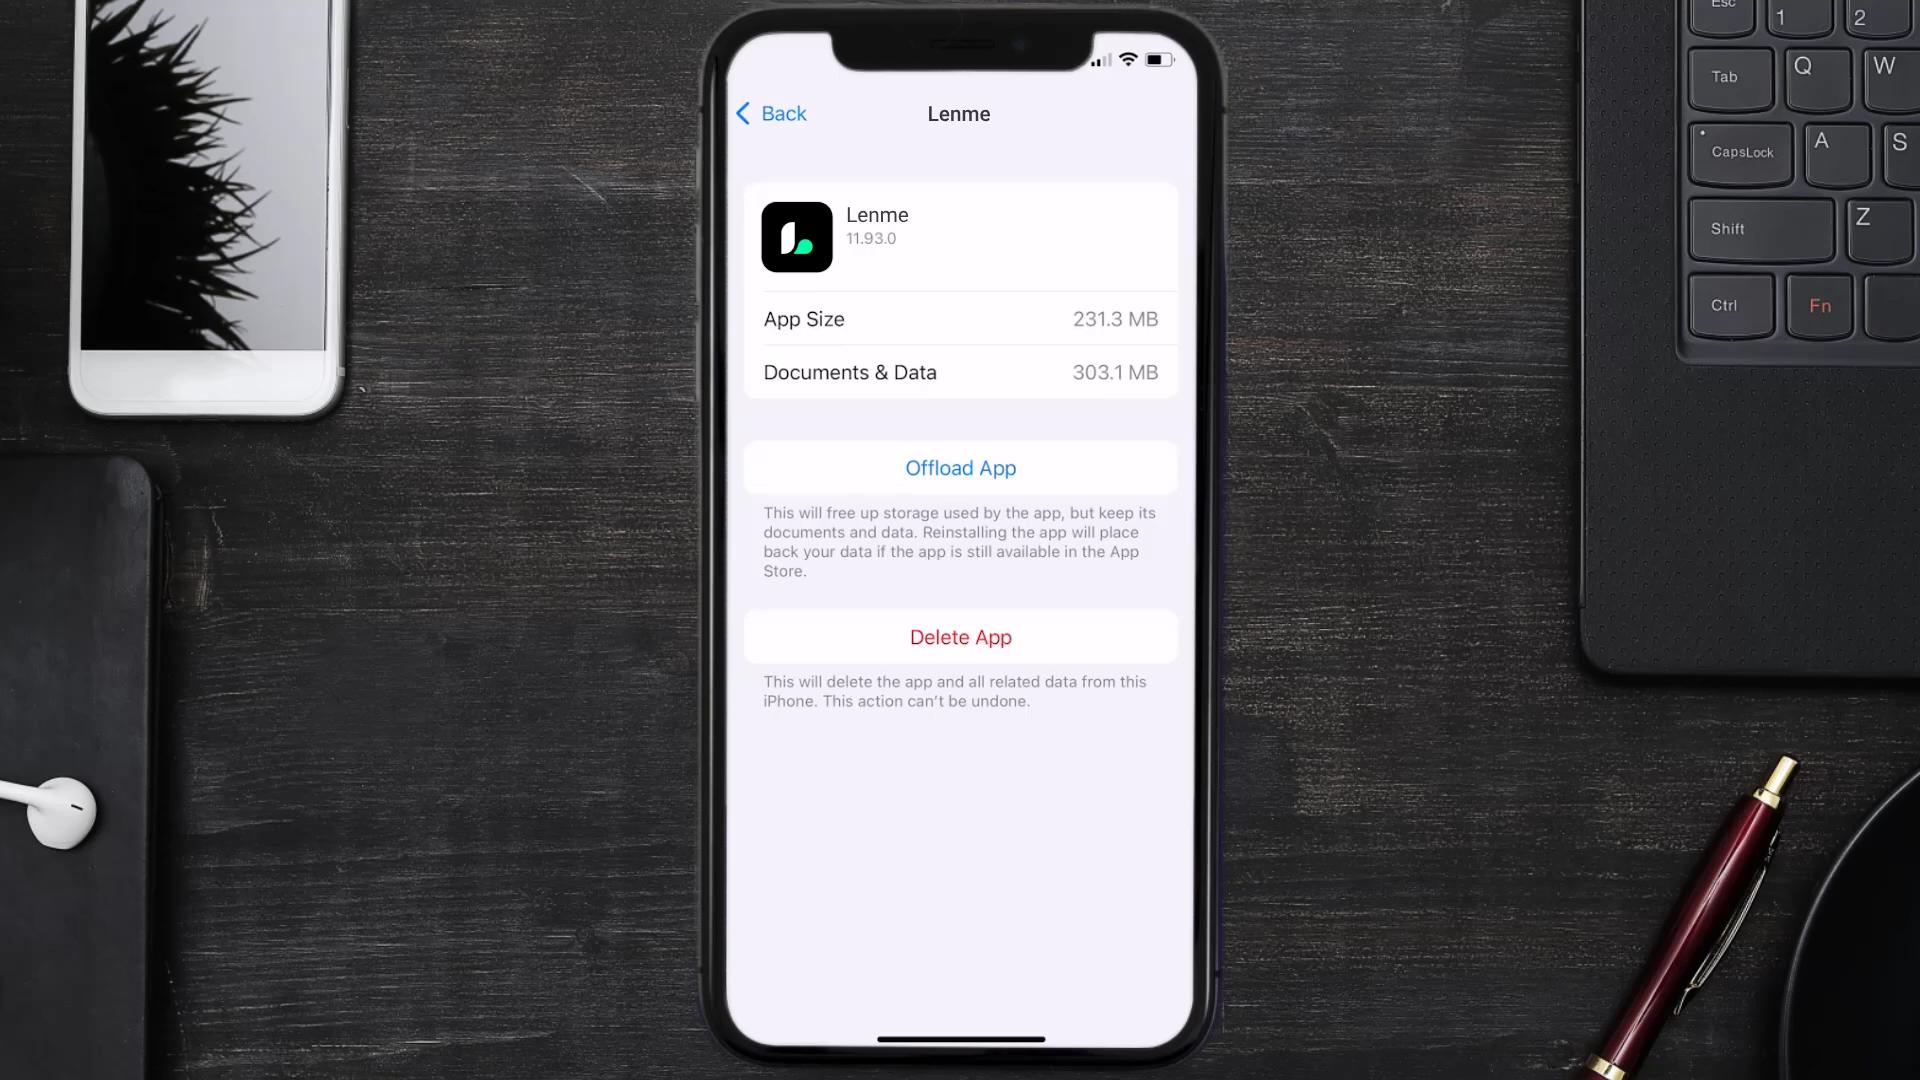 Back
Lenme
Lenme
11.93.0
App Size
231.3 MB
Documents & Data
303.1 MB
Offload App
This will free up storage used by the app, but keep its
documents and data. Reinstalling the app will place
back your data if the app is still available in the App
Store.
Delete App
This will delete the app and all related data from this
iPhone. This action can't be undone.
Esc
1
2
Tab
Q
W
CapsLock
A
S
Shift
Z
Ctrl
Fn